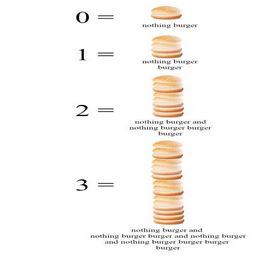 0 =
nothing burger
1 =
nothing burger
burger
2 =
nothing burger and
nothing burger burger
burger
3 =
nothing burger and
nothing burger burger and nothing burger
and nothing burger burger burger
burger